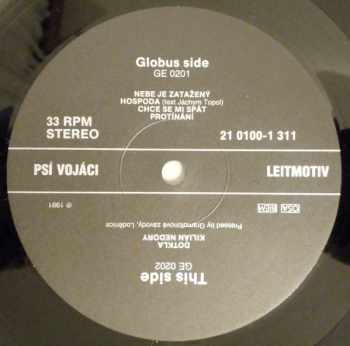 Globus side
GE 0201
NEBE JE ZATAŽENÝ
HOSPODA (text Jáchym Topol)
CHCE SE MI SPÁT
PROTÍNÁNÍ
33 RPM
STEREO
21 0100-1 311
PSÍ VOJÁCI
LEITMOTIV
℗ 1991
OSA
BIEM
This side
GE 0202
KILIÁN NEDORY
DOTKLA
Pressed by Gramofonové závody, Loděnice